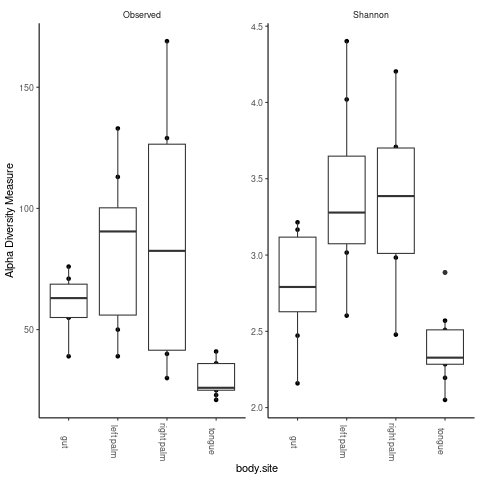 Observed
Shannon
Alpha Diversity Measure
150
100
50
4.5
4.0
3.5
3.0
2.5
2.0
gut
left palm
right palm
tongue
gut
left palm
right palm
tongue
body.site